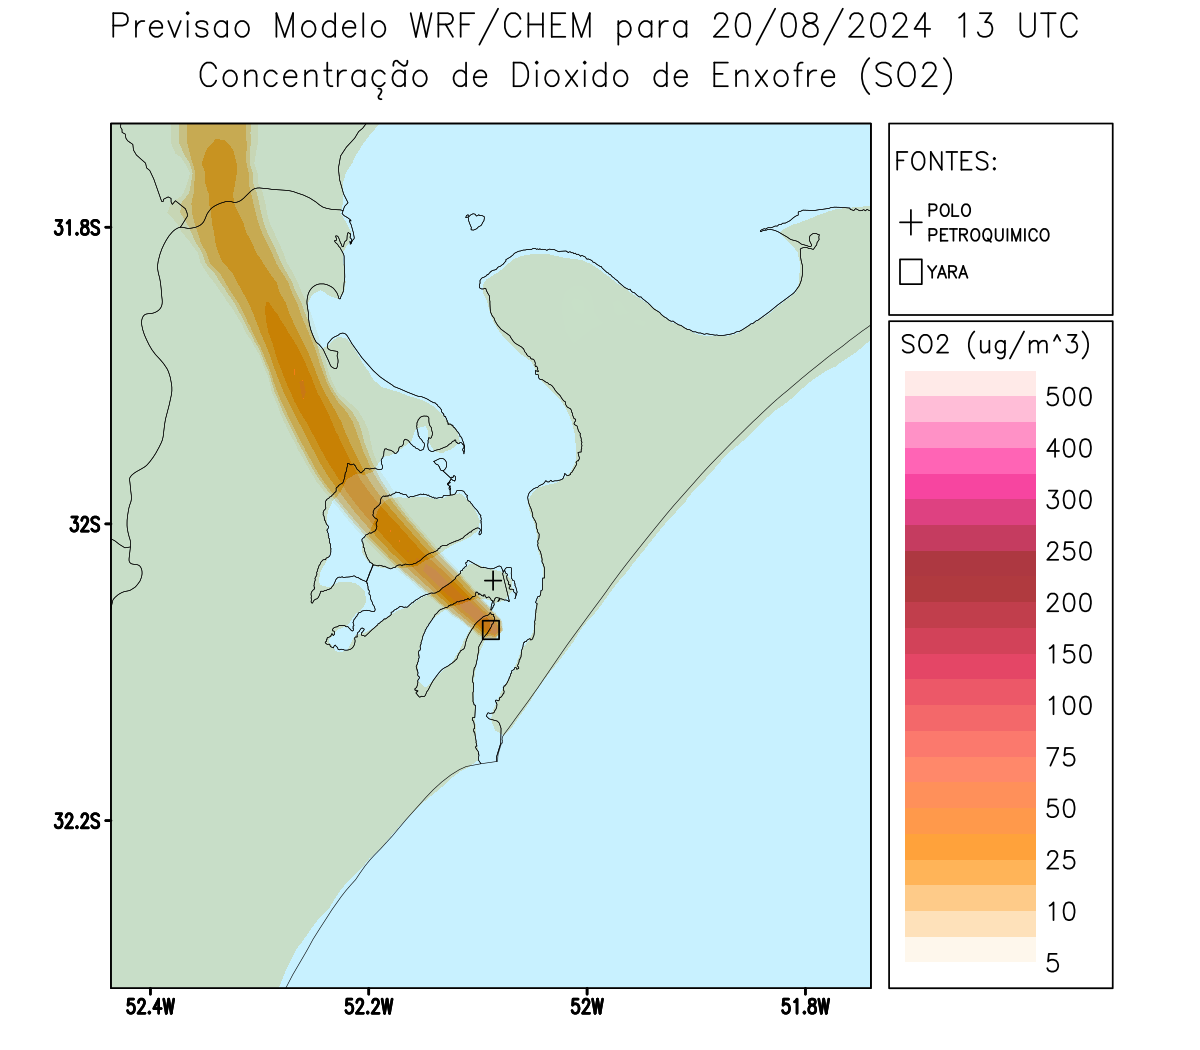 Previsao Modelo WRF/CHEM para 20/08/2024 13 UTC
Concentração de Dioxido de Enxofre (SO2)
FONTES:
POLO
PETROQUIMICO
YARA
SO2 (ug/m^3)
500
400
300
250
200
150
100
75
50
25
10
5
31.8S
32S
32.2S
52.4W
52.2W
52W
51.8W